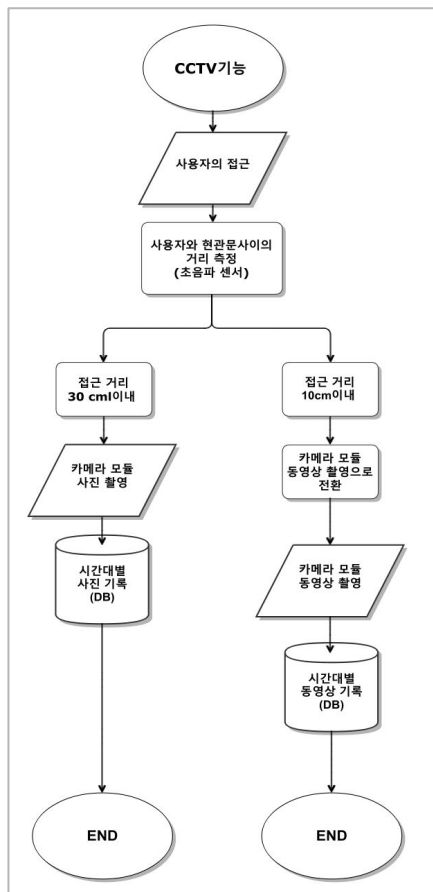 CCTV기능
사용자의 접근
사용자와 현관문사이의
거리 측정
(초음파 센서)
접근 거리
30 cml이내
카메라 모듈
사진 촬영
시간대별
사진 기록
(DB)
END
접근 거리
10cm이내
카메라 모듈
동영상 촬영으로
전환
카메라 모듈
동영상 촬영
시간대별
동영상 기록
(DB)
END